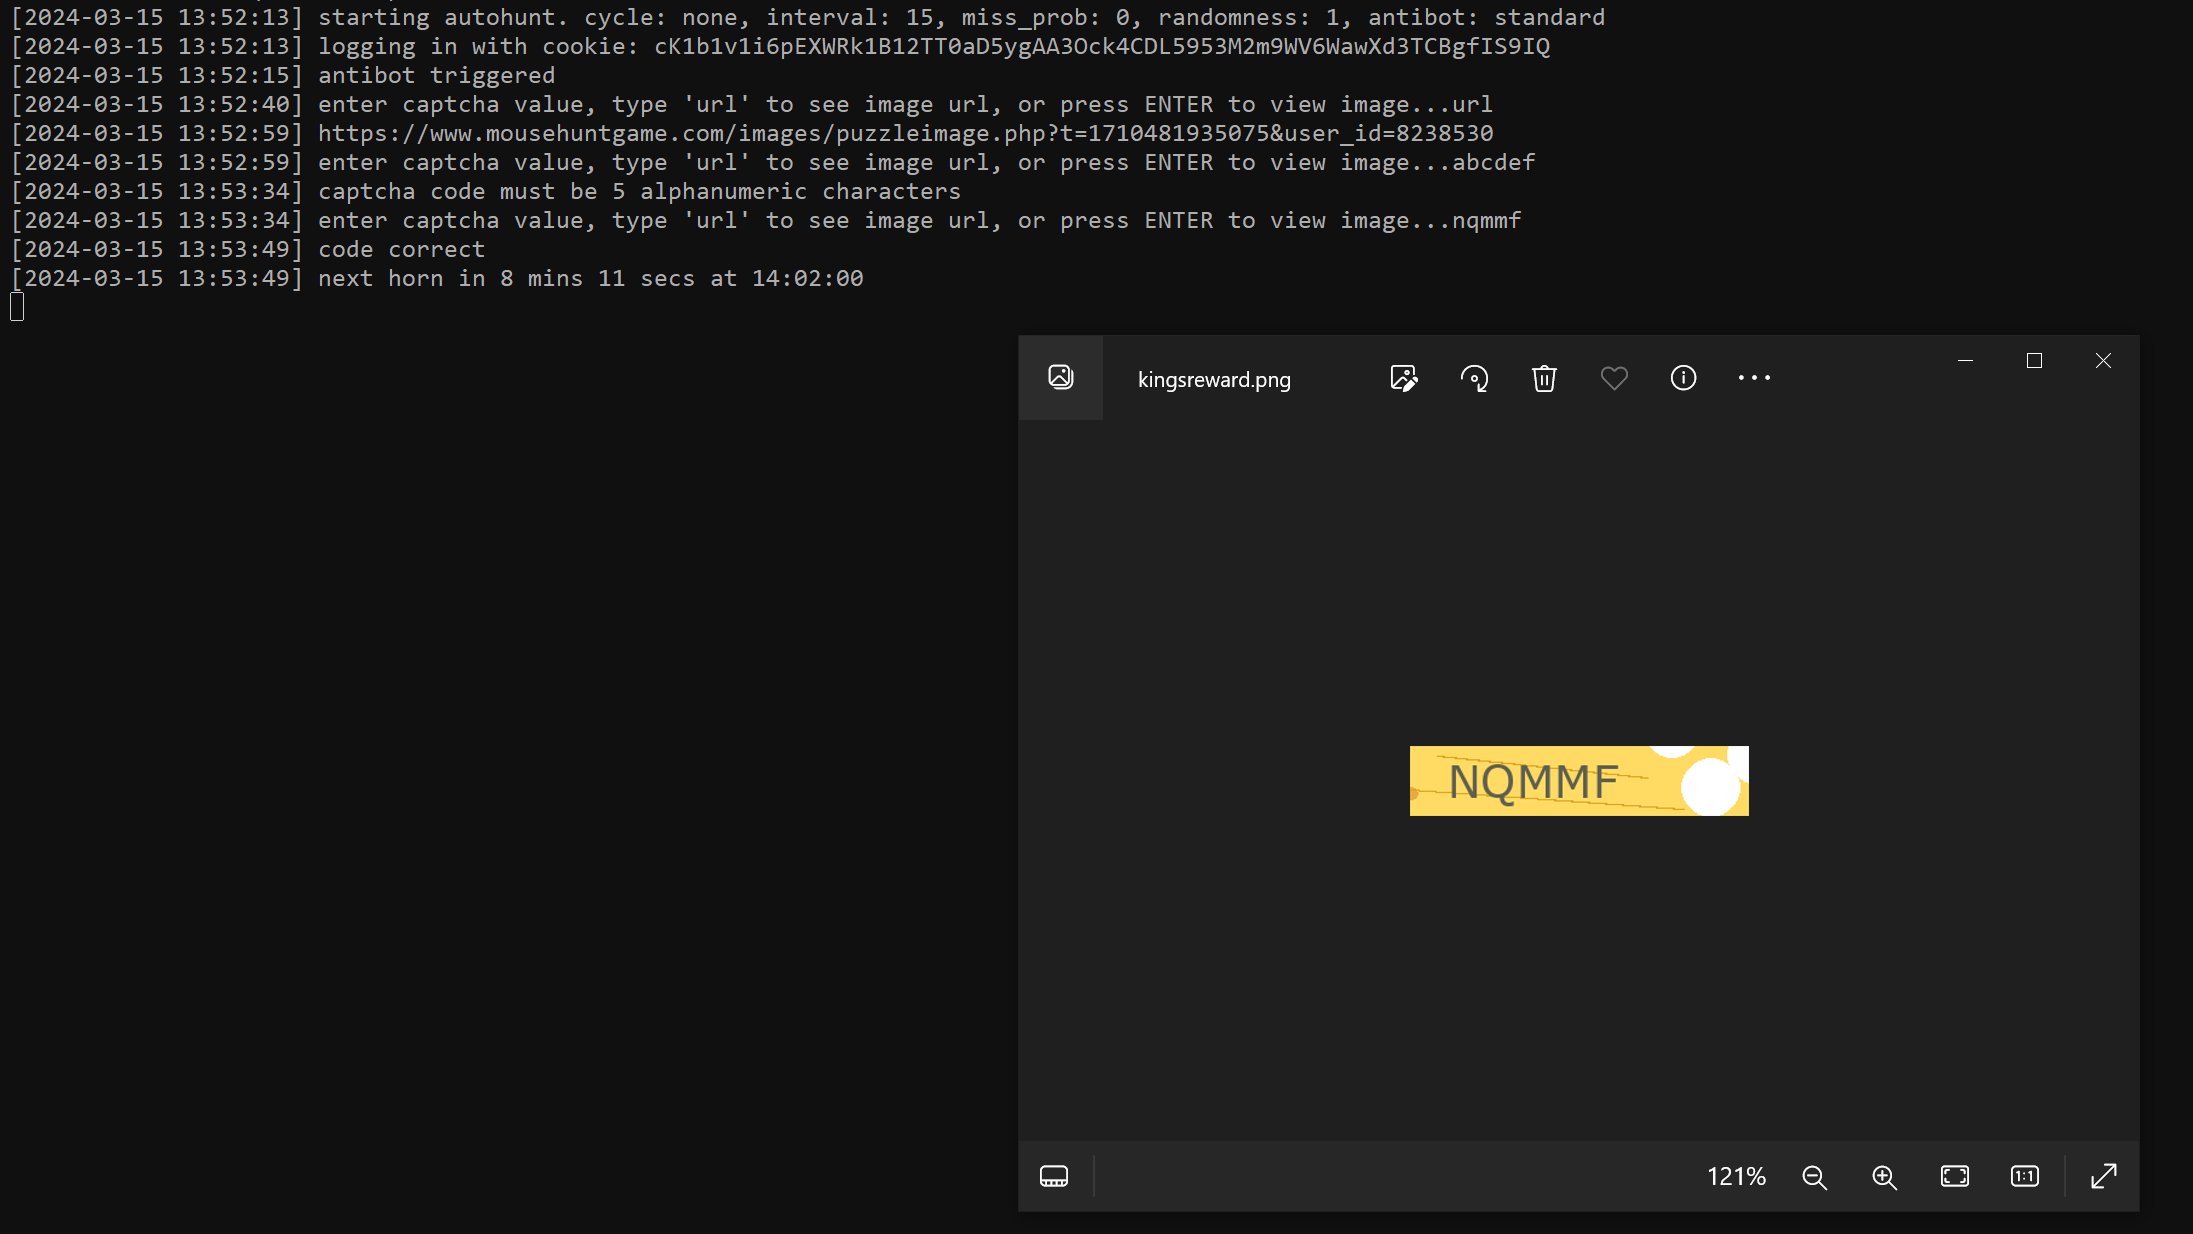 [2024-03-15 13:52:13] starting autohunt. cycle: none, interval: 15, miss_prob: 0, randomness: 1, antibot: standard
[2024-03-15 13:52:13] logging in with cookie: cK1b1v1i6pEXWRk1B12TT0aD5ygAA3Ock4CDL5953M2m9WV6WawXd3TCBgfIS9IQ
[2024-03-15 13:52:15] antibot triggered
[2024-03-15 13:52:40] enter captcha value, type 'url' to see image url, or press ENTER to view image...url
[2024-03-15 13:52:59] https://www.mousehuntgame.com/images/puzzleimage.php?t=1710481935075&user_id=8238530
[2024-03-15 13:52:59] enter captcha value, type 'url' to see image url, or press ENTER to view image...abcdef
[2024-03-15 13:53:34] captcha code must be 5 alphanumeric characters
[2024-03-15 13:53:34] enter captcha value, type 'url' to see image url, or press ENTER to view image...nqmmf
[2024-03-15 13:53:49] code correct
[2024-03-15 13:53:49] next horn in 8 mins 11 secs at 14:02:00
kingsreward.png
NQMMF
121%
1:1